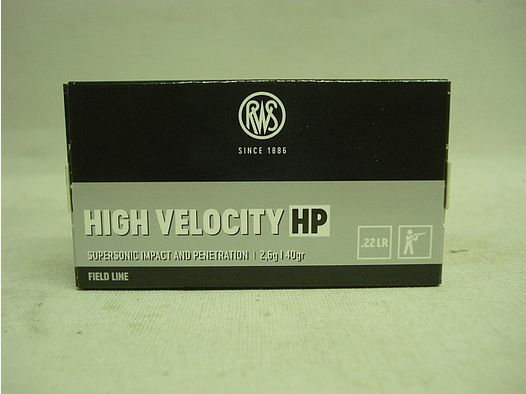 RWS
SINCE 1886
HIGH VELOCITY HP
SUPERSONIC IMPACT AND PENETRATION | 2,6g | 40gr
.22 LR
FIELD LINE